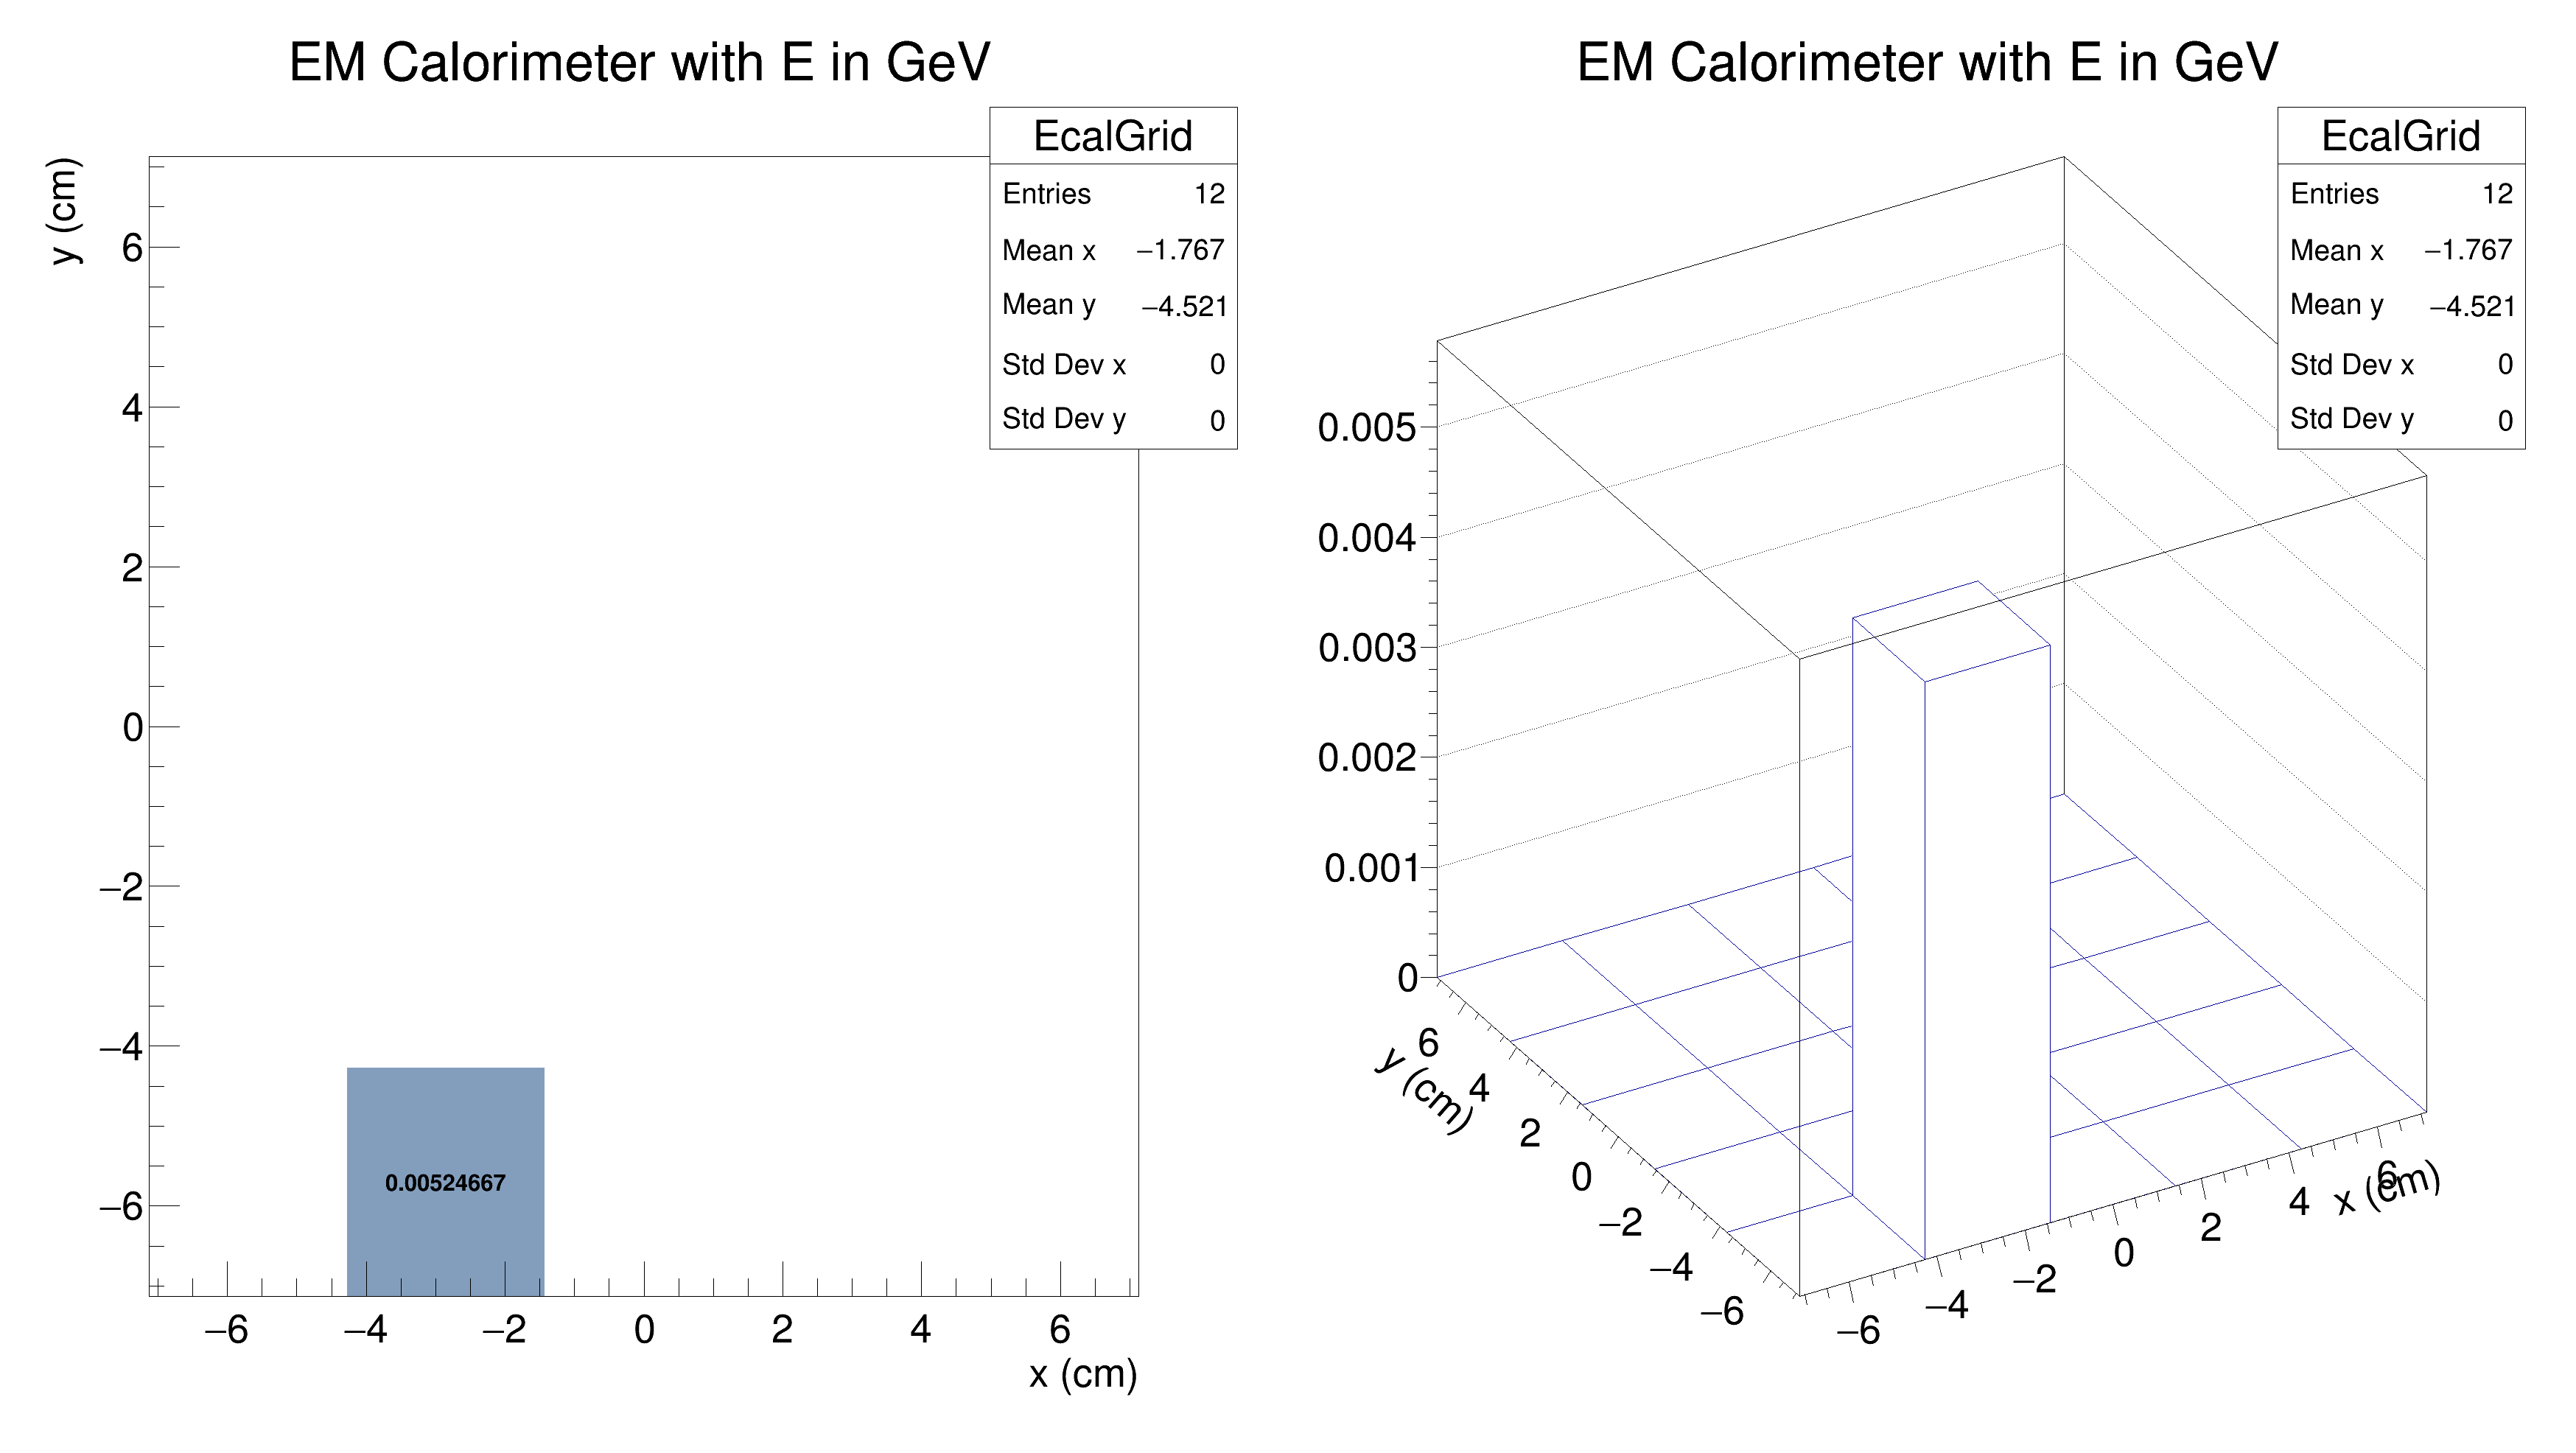 EM Calorimeter with E in GeV
EcalGrid
Entries 12
Mean x −1.767
Mean y −4.521
Std Dev x 0
Std Dev y 0
y (cm)
6
4
2
0
−2
−4
−6
0.00524667
−6 −4 −2 0 2 4 6
x (cm)
EM Calorimeter with E in GeV
EcalGrid
Entries 12
Mean x −1.767
Mean y −4.521
Std Dev x 0
Std Dev y 0
0.005
0.004
0.003
0.002
0.001
0
y (cm)
6
4
2
0
−2
−4
−6
−6 −4 −2 0 2 4 6
x (cm)